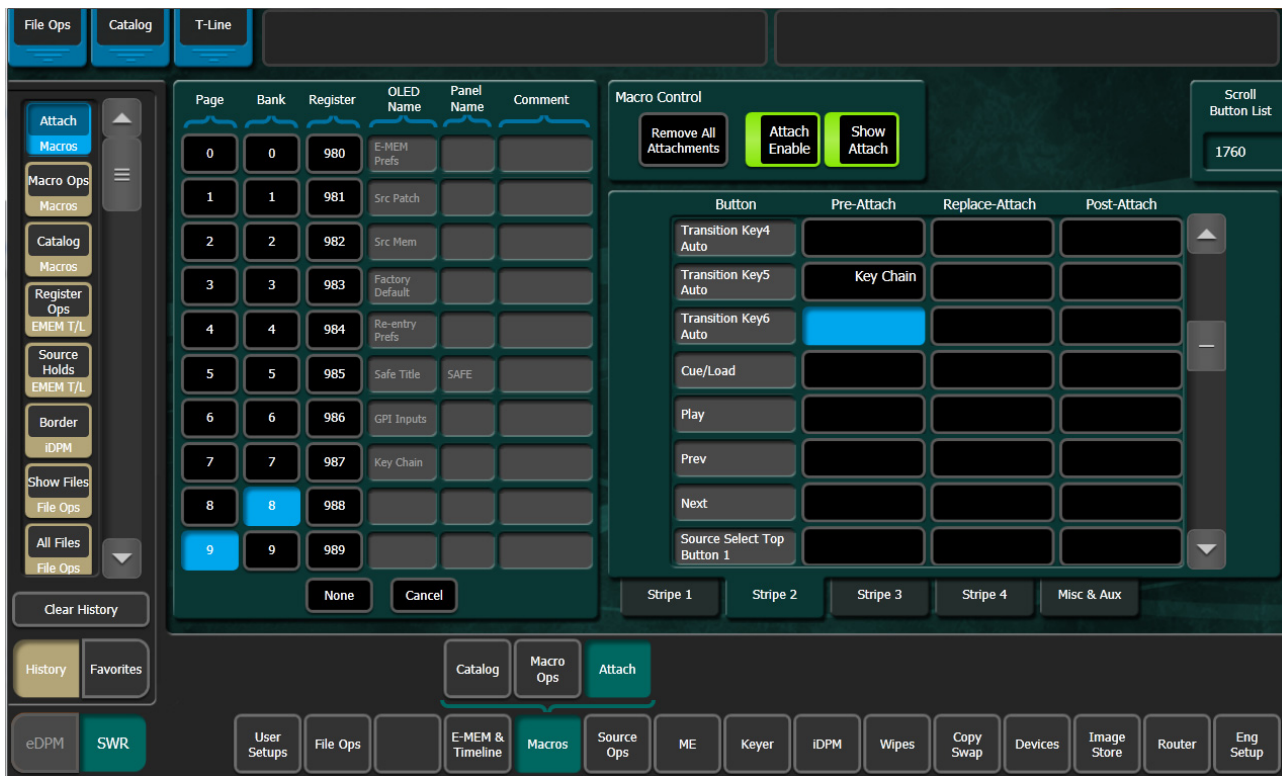 File Ops Catalog T-Line
Attach
Macros
Macro Ops
Macros
Catalog
Macros
Register
Ops
EMEM T/L
Source
Holds
EMEM T/L
Border
iDPM
Show Files
File Ops
All Files
File Ops
Clear History
History Favorites
eDPM SWR
Page Bank Register OLED Name Panel Name Comment
0 0 980 E-MEM Prefs
1 1 981 Src Patch
2 2 982 Src Mem
3 3 983 Factory Default
4 4 984 Re-entry Prefs
5 5 985 Safe Title SAFE
6 6 986 GPI Inputs
7 7 987 Key Chain
8 8 988
9 9 989
None Cancel
Macro Control
Remove All
Attachments
Attach
Enable
Show
Attach
Scroll
Button List
1760
Button Pre-Attach Replace-Attach Post-Attach
Transition Key4
Auto
Transition Key5
Auto
Key Chain
Transition Key6
Auto
Cue/Load
Play
Prev
Next
Source Select Top
Button 1
Stripe 1 Stripe 2 Stripe 3 Stripe 4 Misc & Aux
Catalog Macro Ops Attach
User Setups File Ops E-MEM & Timeline Macros Source Ops ME Keyer iDPM Wipes Copy Swap Devices Image Store Router Eng Setup